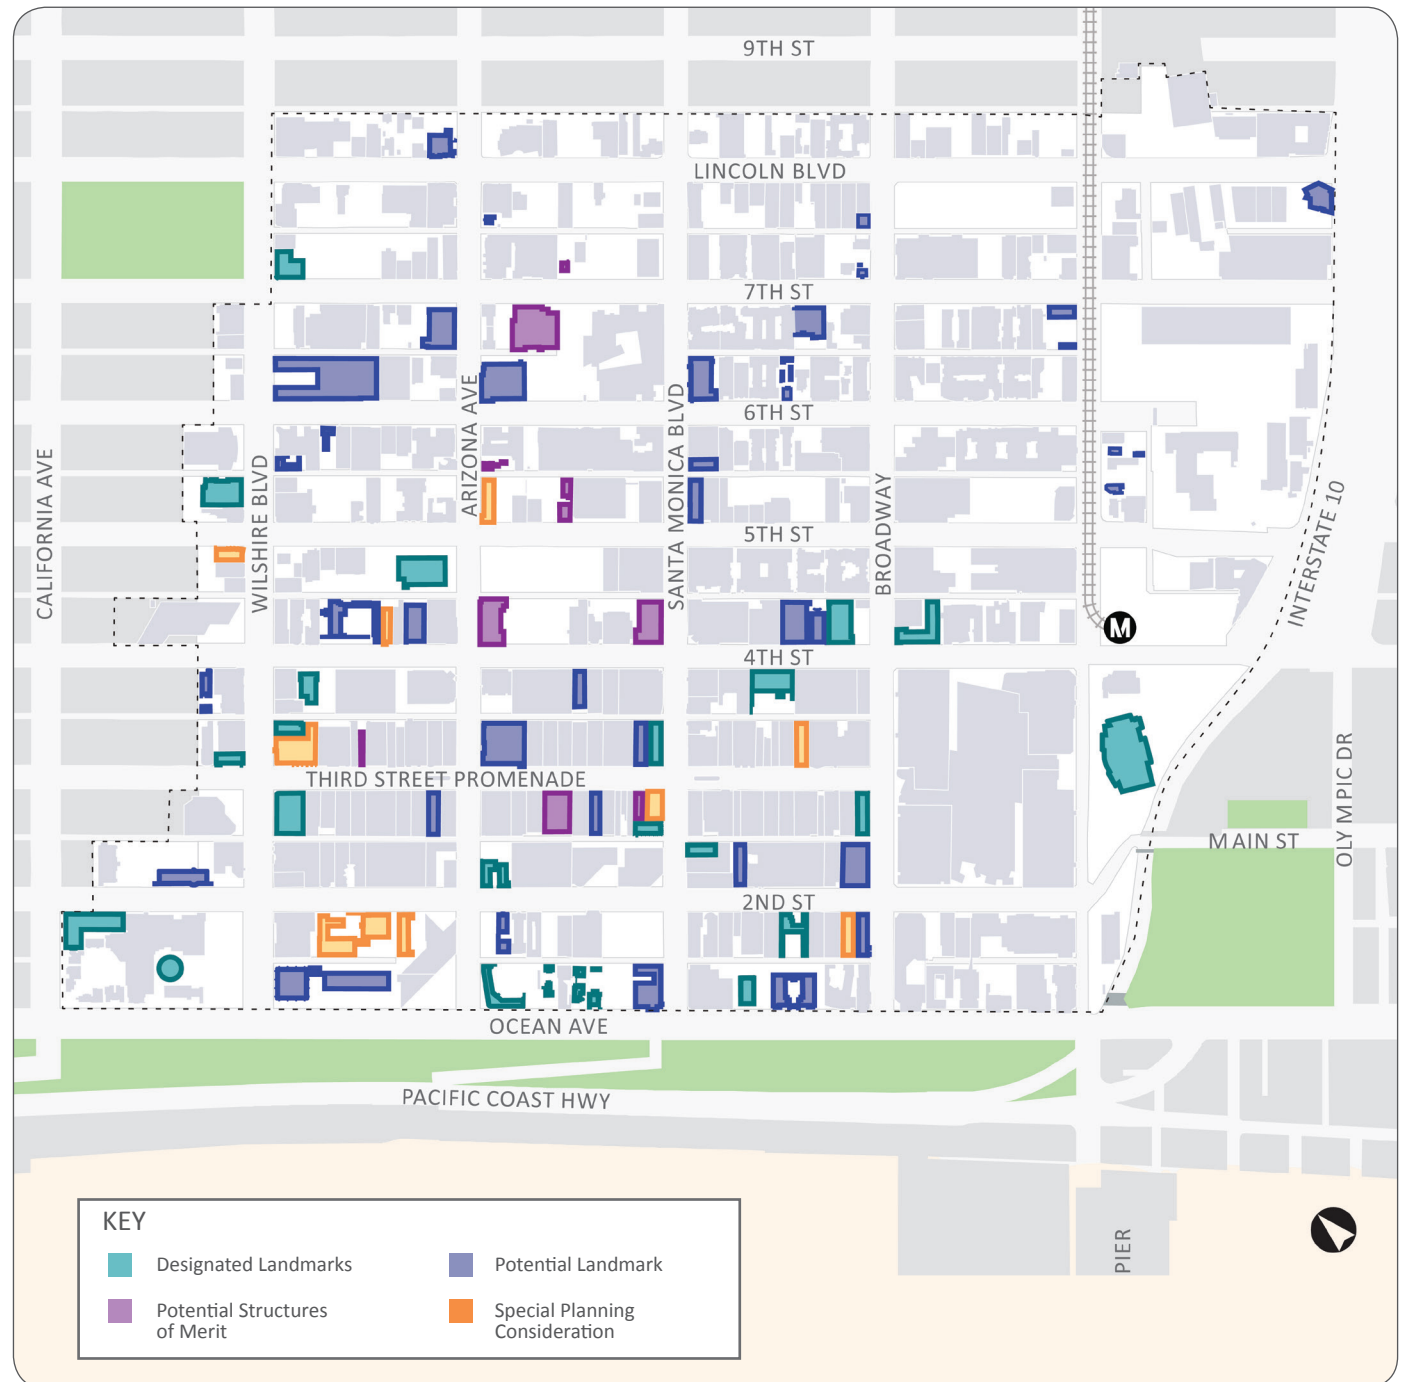 9TH ST
LINCOLN BLVD
7TH ST
6TH ST
5TH ST
4TH ST
THIRD STREET PROMENADE
2ND ST
OCEAN AVE
PACIFIC COAST HWY
CALIFORNIA AVE
WILSHIRE BLVD
ARIZONA AVE
SANTA MONICA BLVD
BROADWAY
INTERSTATE 10
OLYMPIC DR
MAIN ST
M
PIER
KEY
Designated Landmarks
Potential Structures
of Merit
Potential Landmark
Special Planning
Consideration